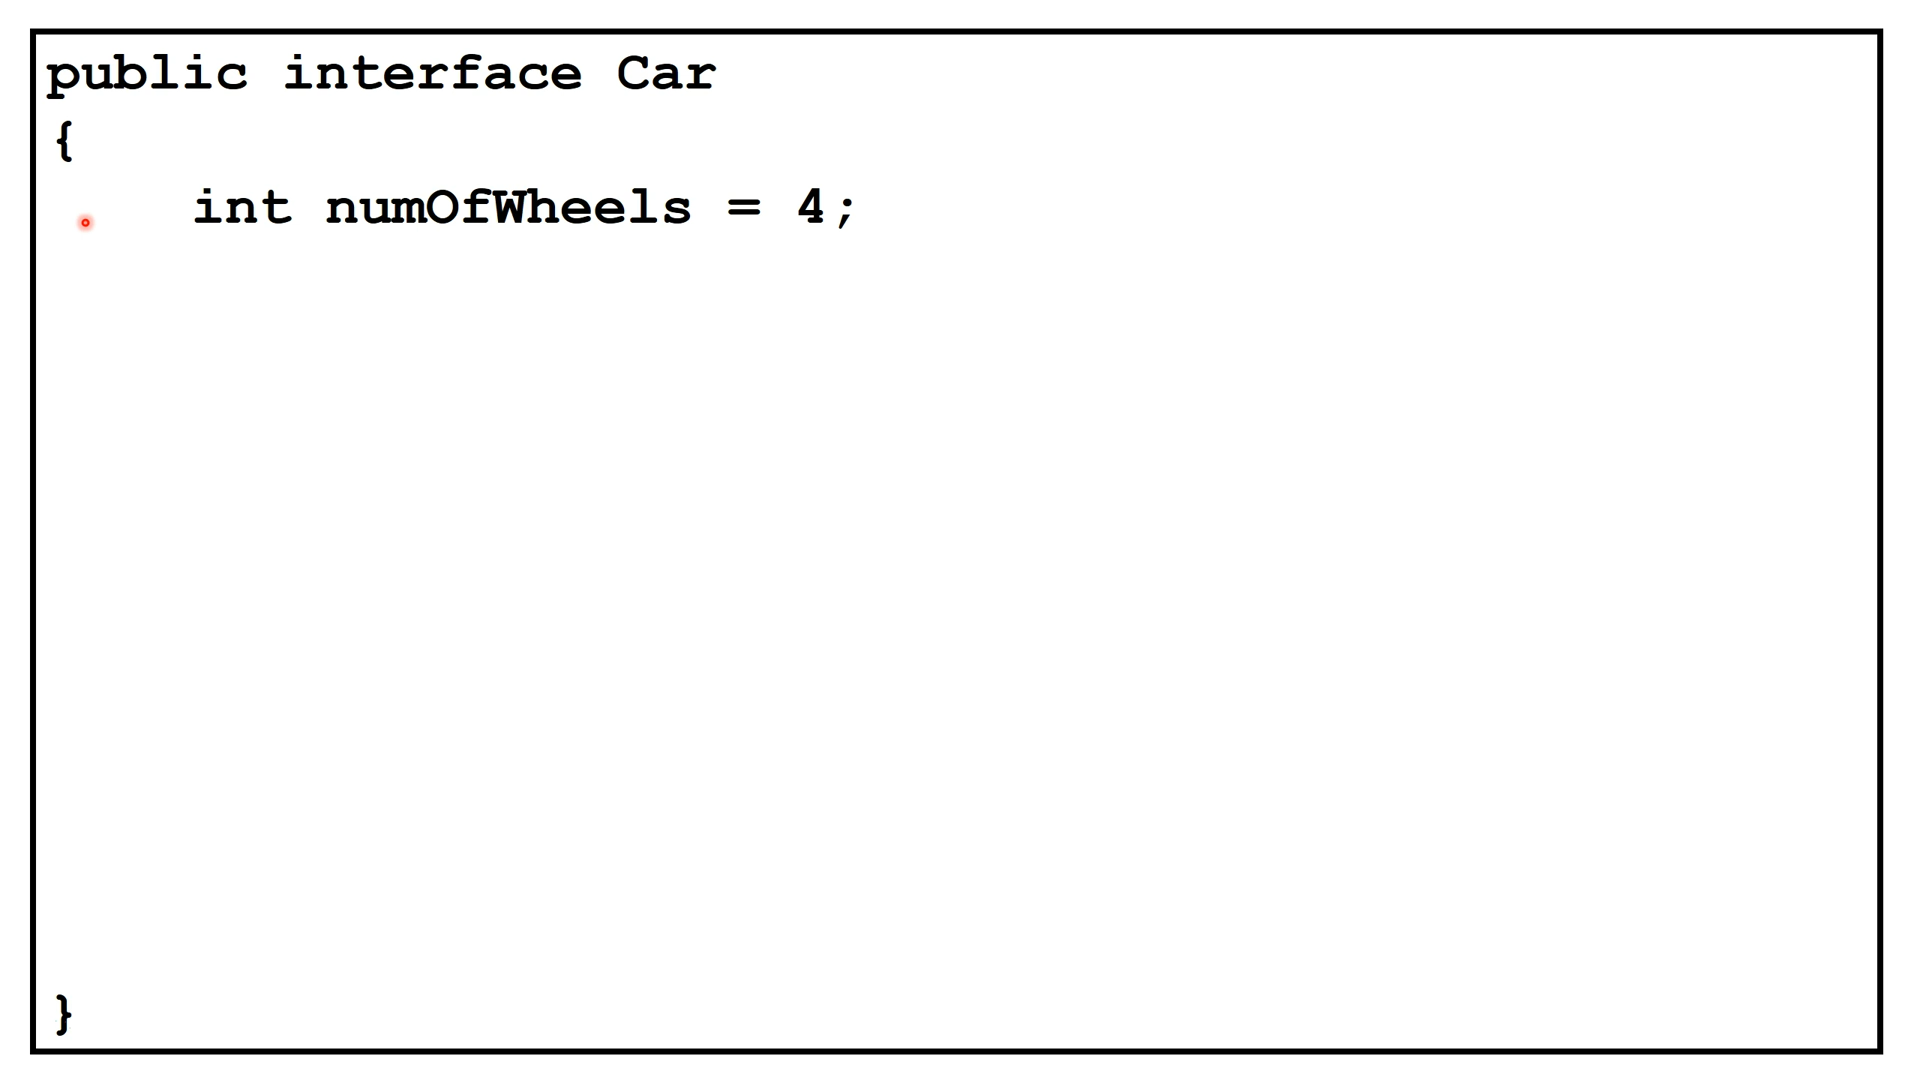 public interface Car
{
int numOfWheels = 4;
}